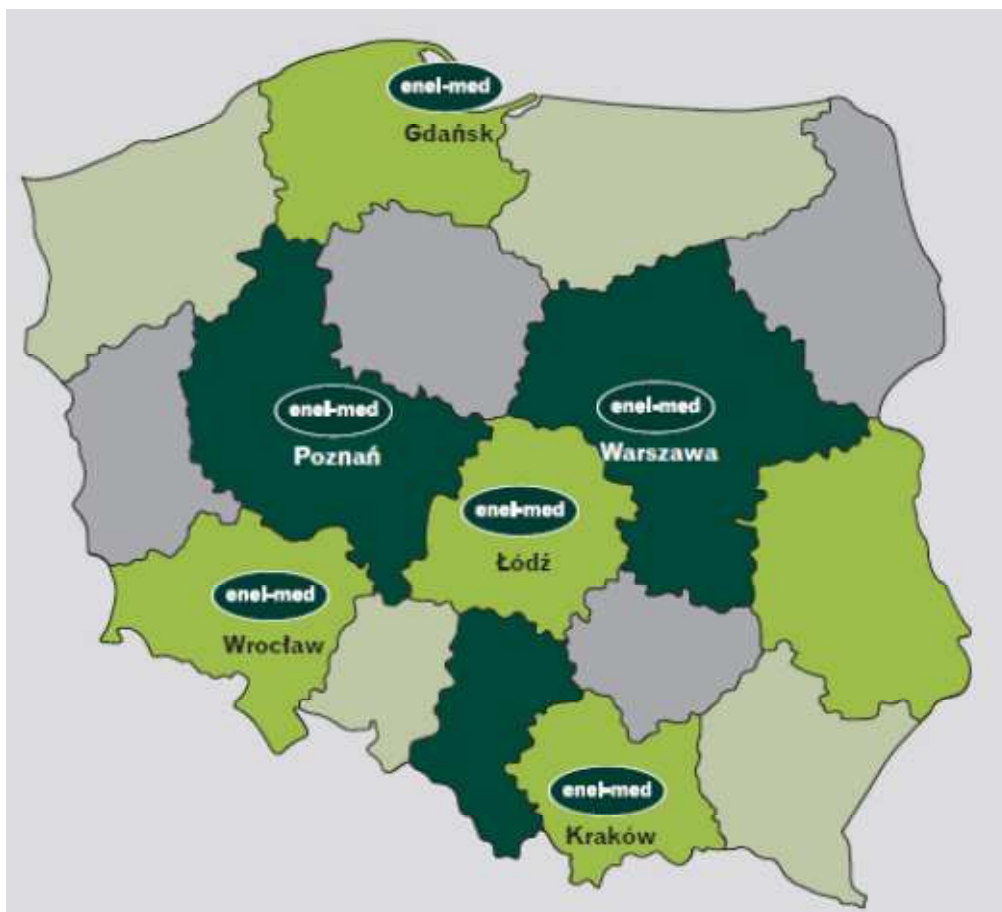 enel-med
Gdańsk
enel-med
Poznań
enel-med
Warszawa
enel-med
Łódź
enel-med
Wrocław
enel-med
Kraków